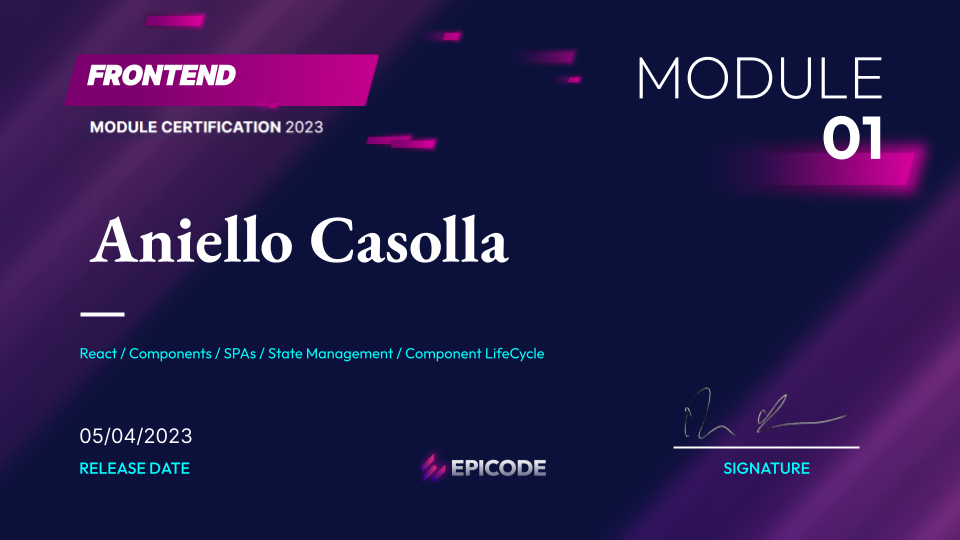 FRONTEND
MODULE CERTIFICATION 2023
MODULE
01
Aniello Casolla
React / Components / SPAs / State Management / Component LifeCycle
05/04/2023
RELEASE DATE
EPICODE
SIGNATURE